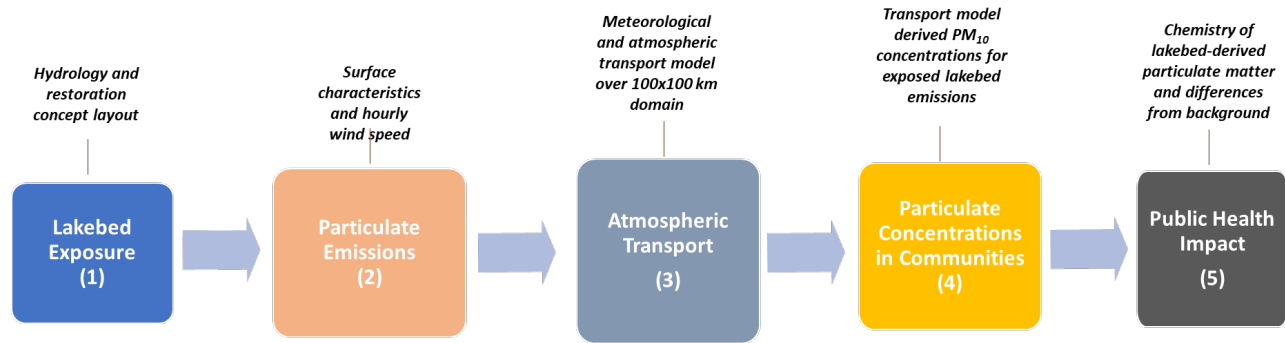 Hydrology and
restoration
concept layout
Surface
characteristics
and hourly
wind speed
Meteorological
and atmospheric
transport model
over 100x100 km
domain
Transport model
derived PM₁₀
concentrations for
exposed lakebed
emissions
Chemistry of
lakebed-derived
particulate matter
and differences
from background
Lakebed
Exposure
(1)
Particulate
Emissions
(2)
Atmospheric
Transport
(3)
Particulate
Concentrations
in Communities
(4)
Public Health
Impact
(5)